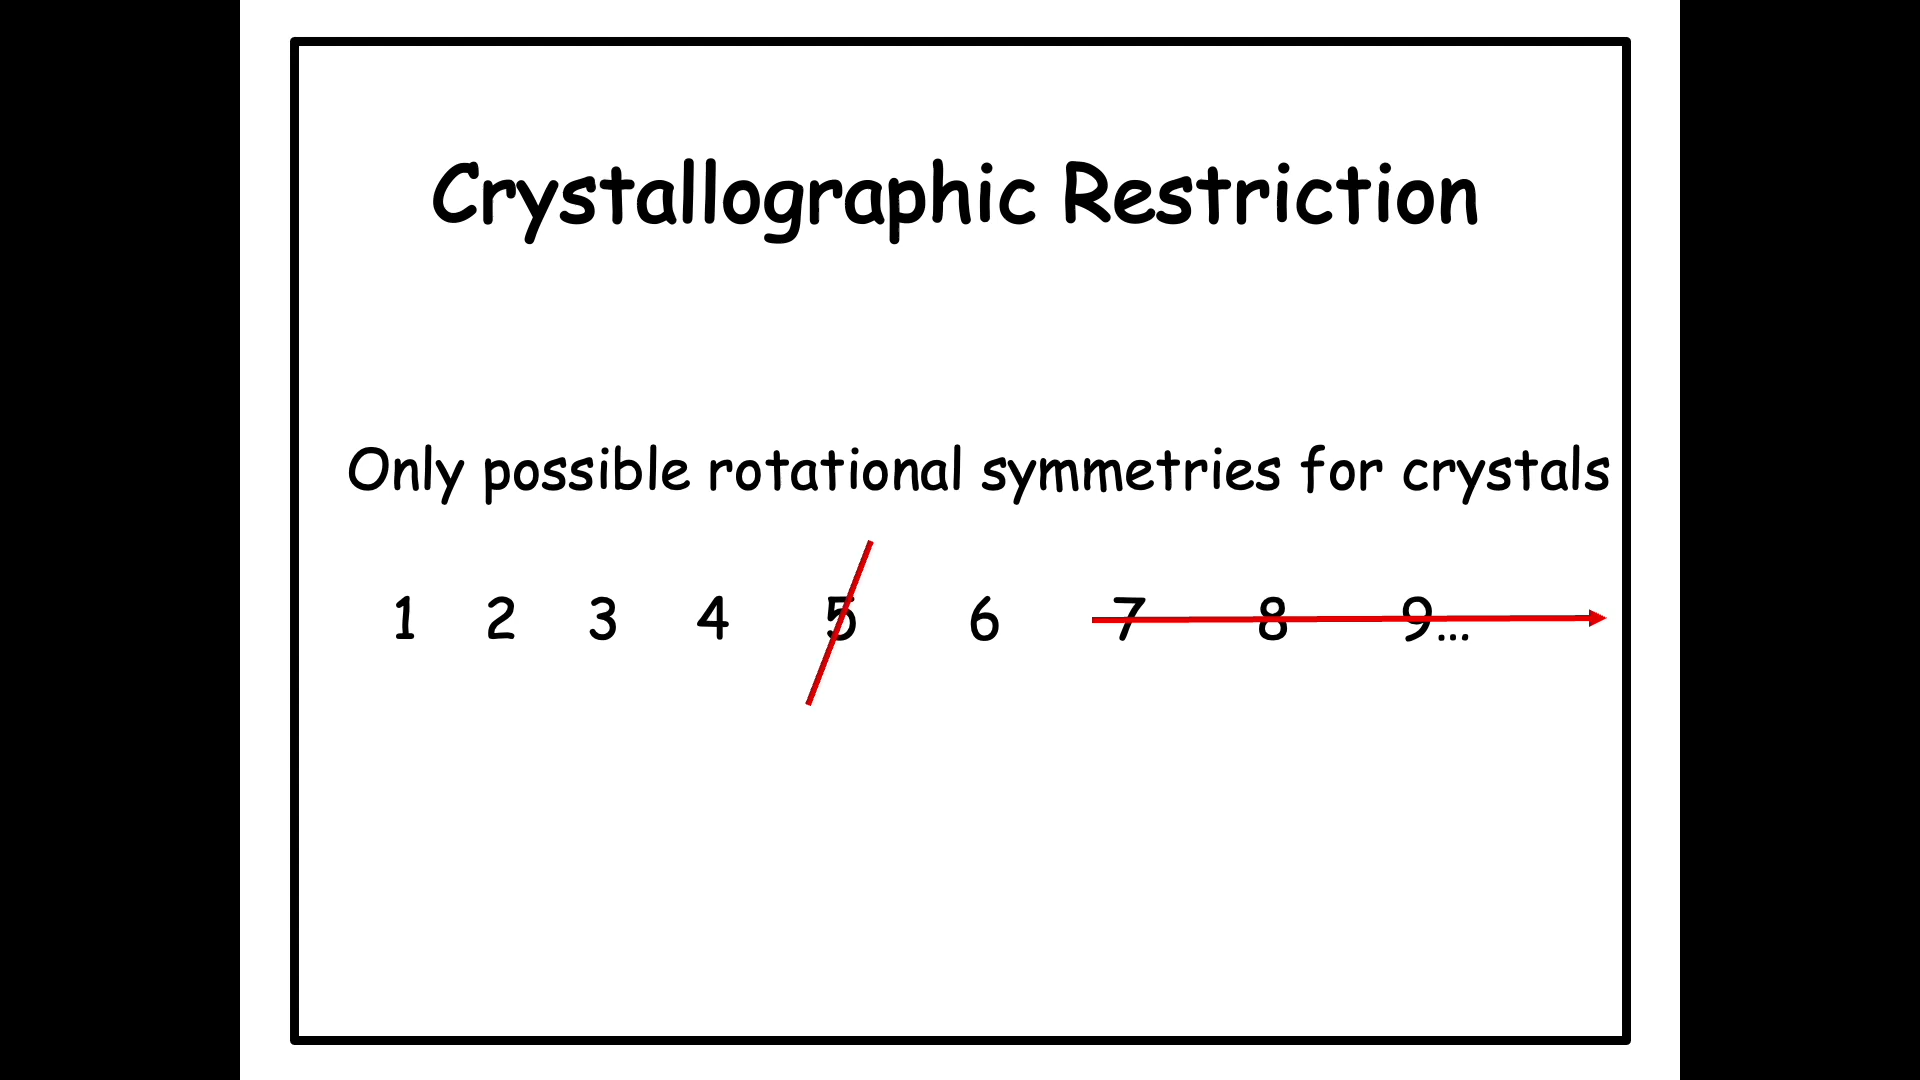 Crystallographic Restriction
Only possible rotational symmetries for crystals
1 2 3 4 5 6 7 8 9...